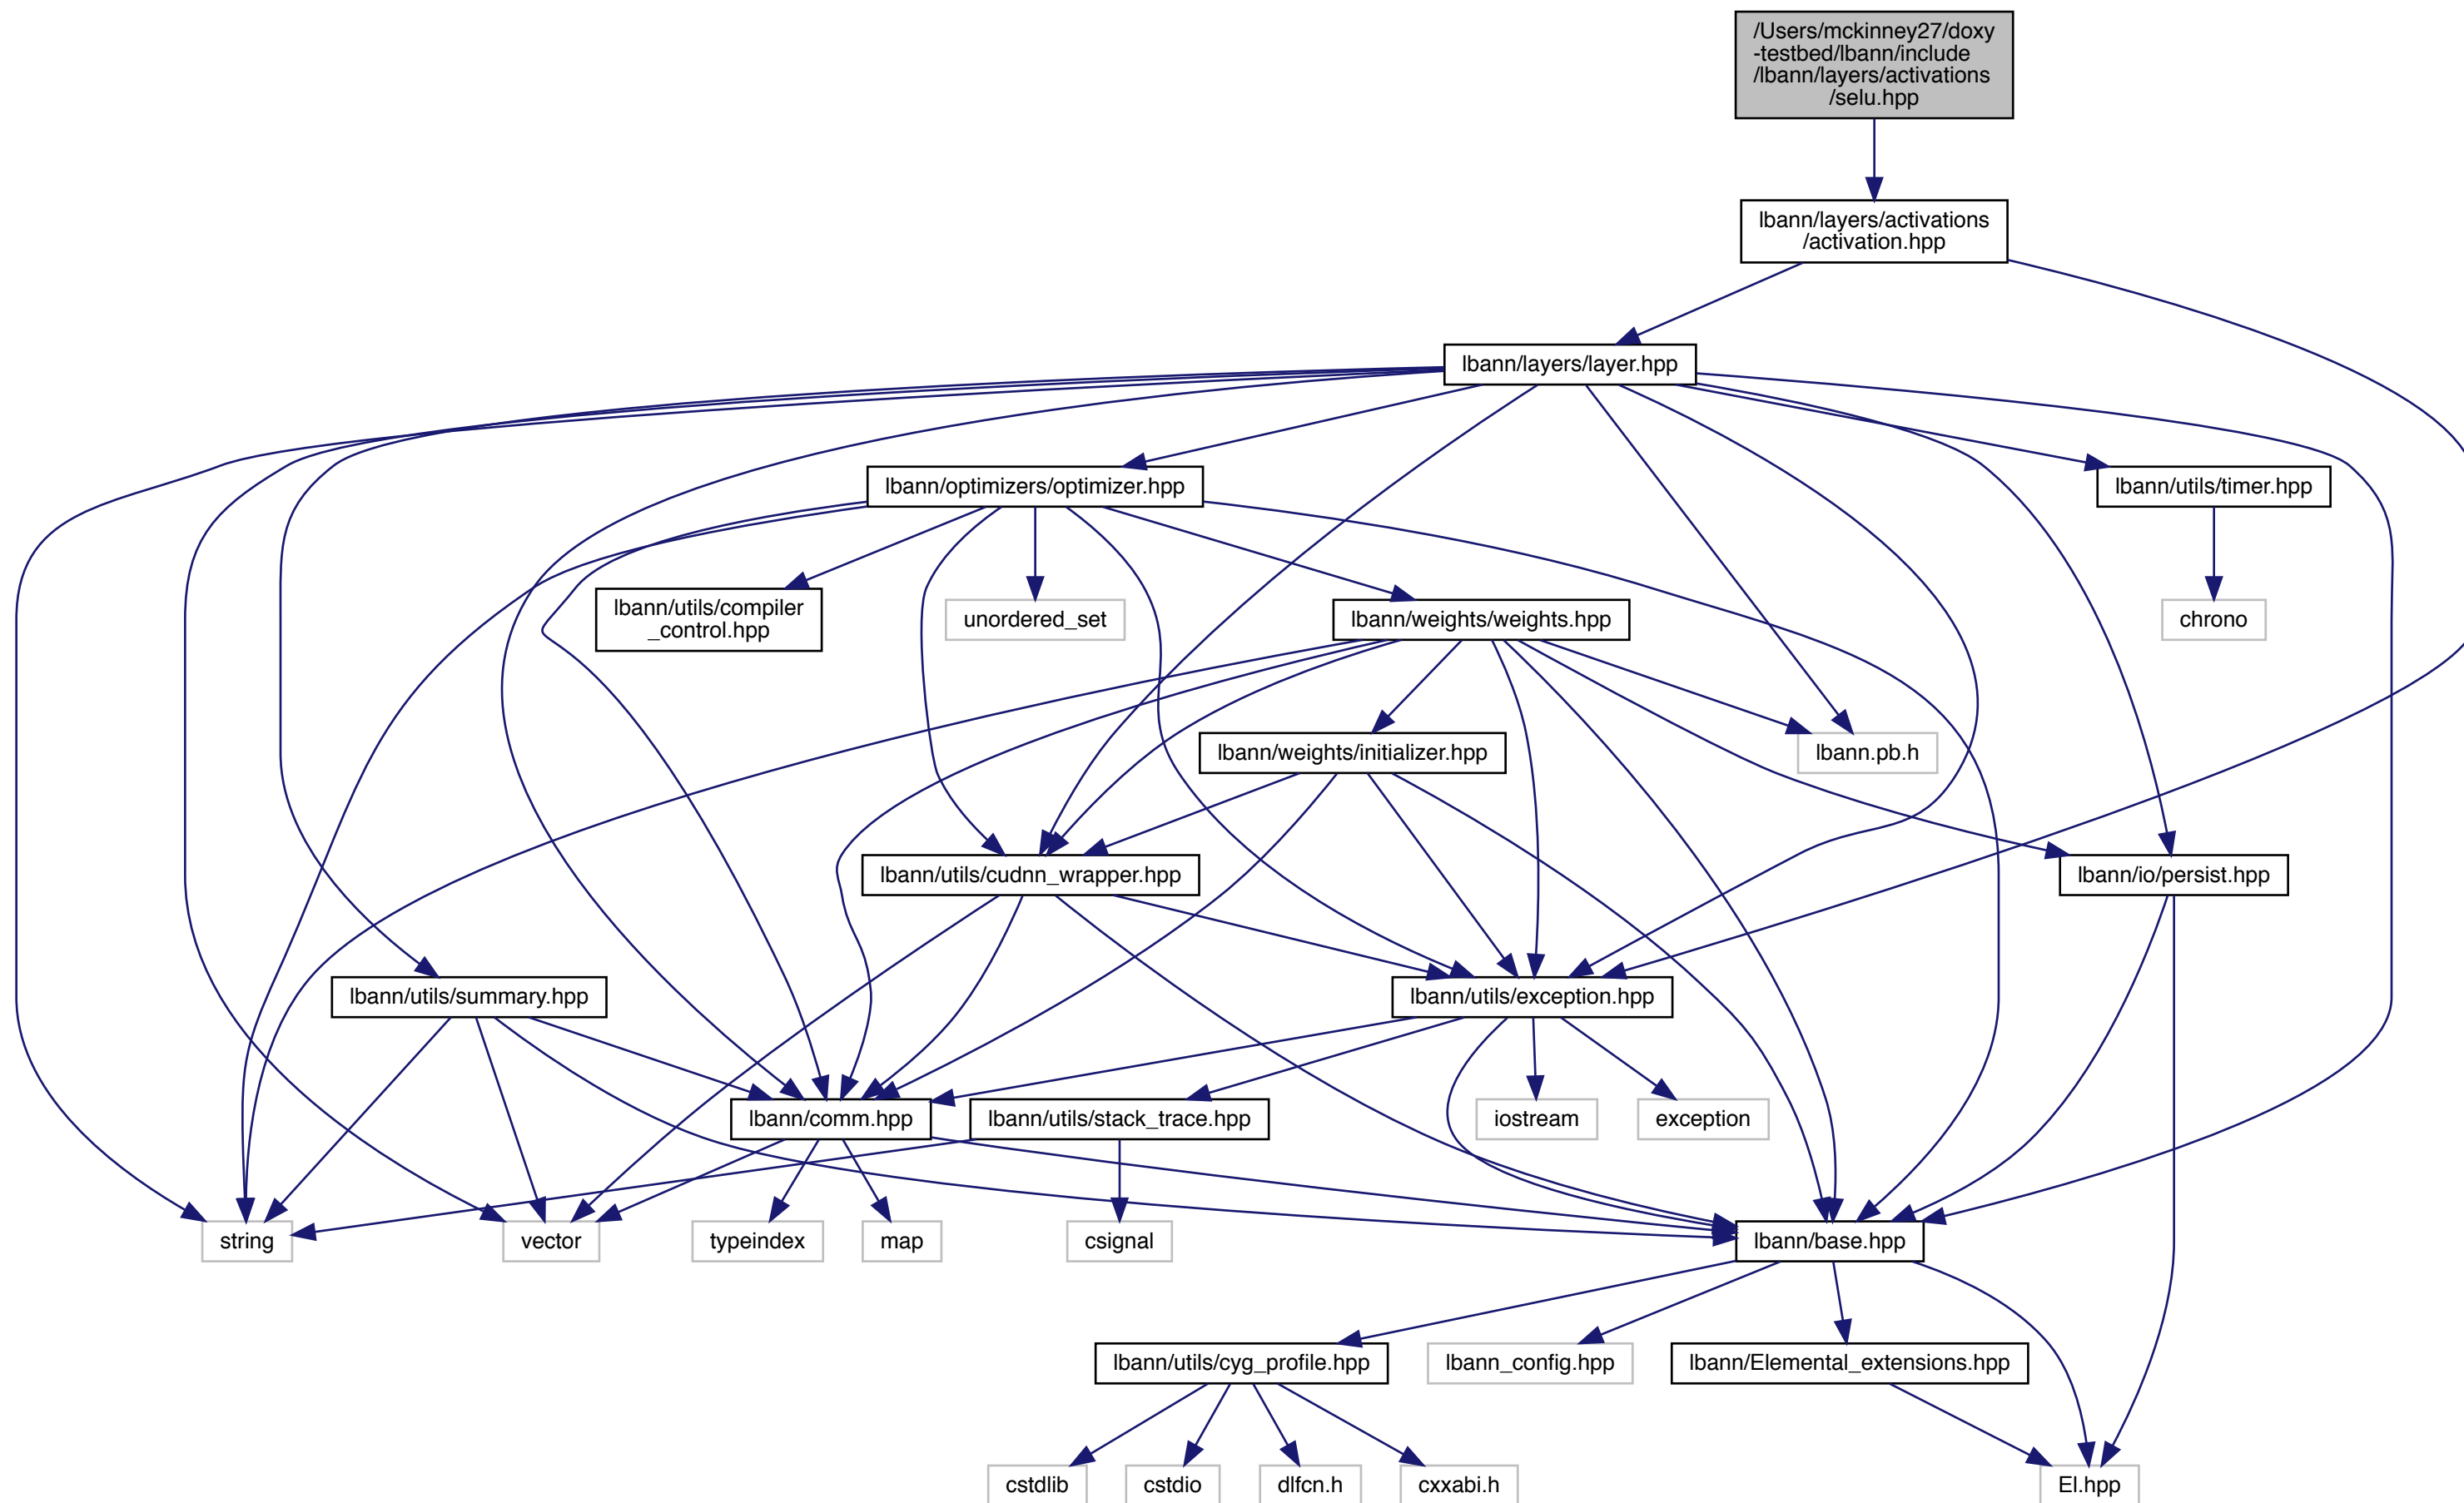 /Users/mckinney27/doxy
-testbed/lbann/include
/lbann/layers/activations
/selu.hpp
lbann/layers/activations
/activation.hpp
lbann/layers/layer.hpp
lbann/optimizers/optimizer.hpp
lbann/utils/timer.hpp
lbann/utils/compiler
_control.hpp
unordered_set
lbann/weights/weights.hpp
chrono
lbann/weights/initializer.hpp
lbann.pb.h
lbann/utils/cudnn_wrapper.hpp
lbann/io/persist.hpp
lbann/utils/summary.hpp
lbann/utils/exception.hpp
lbann/comm.hpp
lbann/utils/stack_trace.hpp
iostream
exception
string
vector
typeindex
map
csignal
lbann/base.hpp
lbann/utils/cyg_profile.hpp
lbann_config.hpp
lbann/Elemental_extensions.hpp
cstdlib
cstdio
dlfcn.h
cxxabi.h
El.hpp